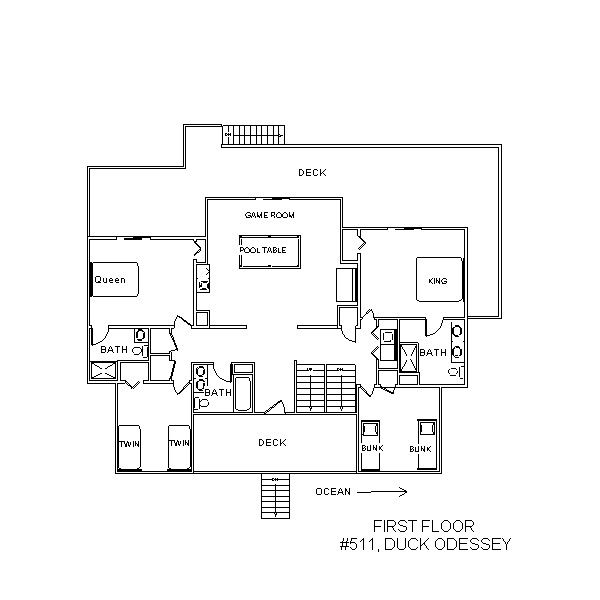 DN
DECK
GAME ROOM
POOL TABLE
Queen
KING
BATH
BATH
BATH
DN
UP
TWIN
TWIN
DECK
BUNK
BUNK
DN
OCEAN
FIRST FLOOR
#511, DUCK ODESSEY